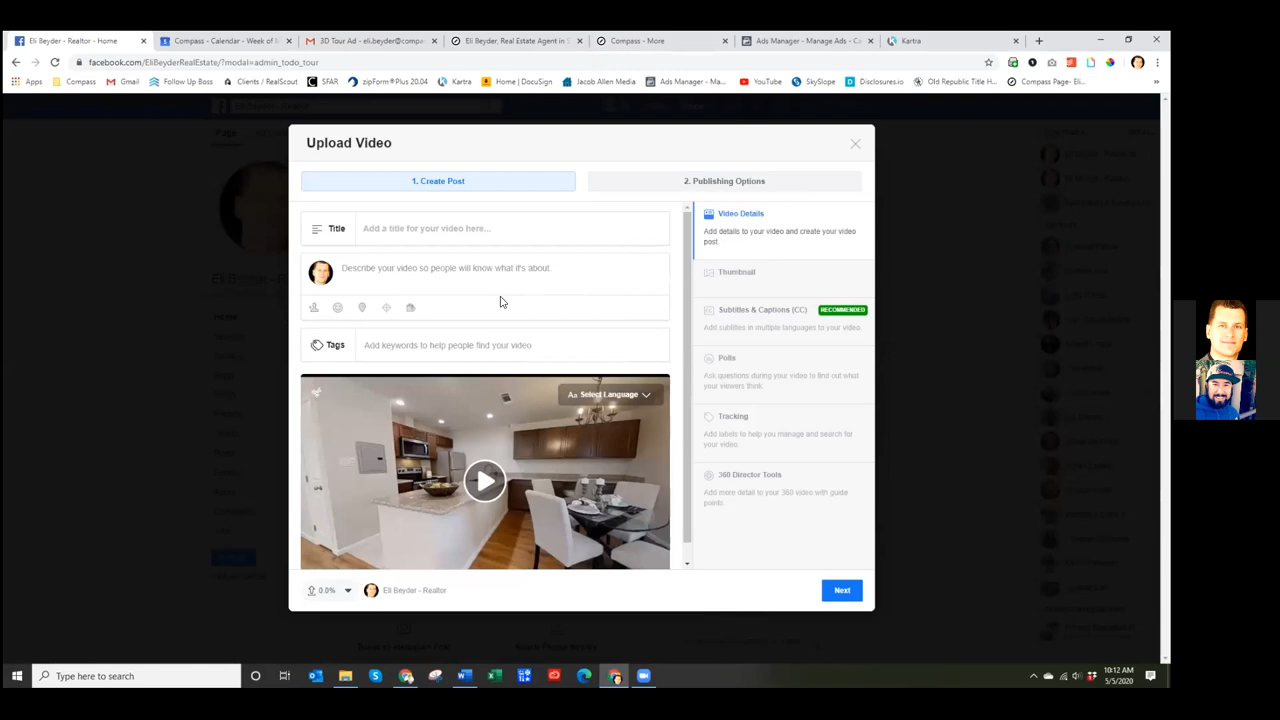 Eli Beyder - Realtor - Home
Compass - Calendar - Week of M
3D Tour Ad - eli.beyder@compa
Eli Beyder, Real Estate Agent in S
Compass - More
Ads Manager - Manage Ads - Ca
Kartra
facebook.com/EliBeyderRealEstate/?modal=admin_todo_tour
Apps
Compass
Gmail
Follow Up Boss
Clients / RealScout
SFAR
zipForm®Plus 20.04
Kartra
Home | DocuSign
Jacob Allen Media
Ads Manager - Ma...
YouTube
SkySlope
Disclosures.io
Old Republic Title H...
Compass Page- Eli...
Page
Upload Video
1. Create Post
2. Publishing Options
Title
Add a title for your video here...
Describe your video so people will know what it's about.
Tags
Add keywords to help people find your video
Aa Select Language
Video Details
Add details to your video and create your video
post.
Thumbnail
Subtitles & Captions (CC)
RECOMMENDED
Add subtitles in multiple languages to your video.
Polls
Ask questions during your video to find out what
your viewers think.
Tracking
Add labels to help you manage and search for
your video.
360 Director Tools
Add more detail to your 360 video with guide
points.
0.0%
Eli Beyder - Realtor
Next
Type here to search
10:12 AM
5/5/2020